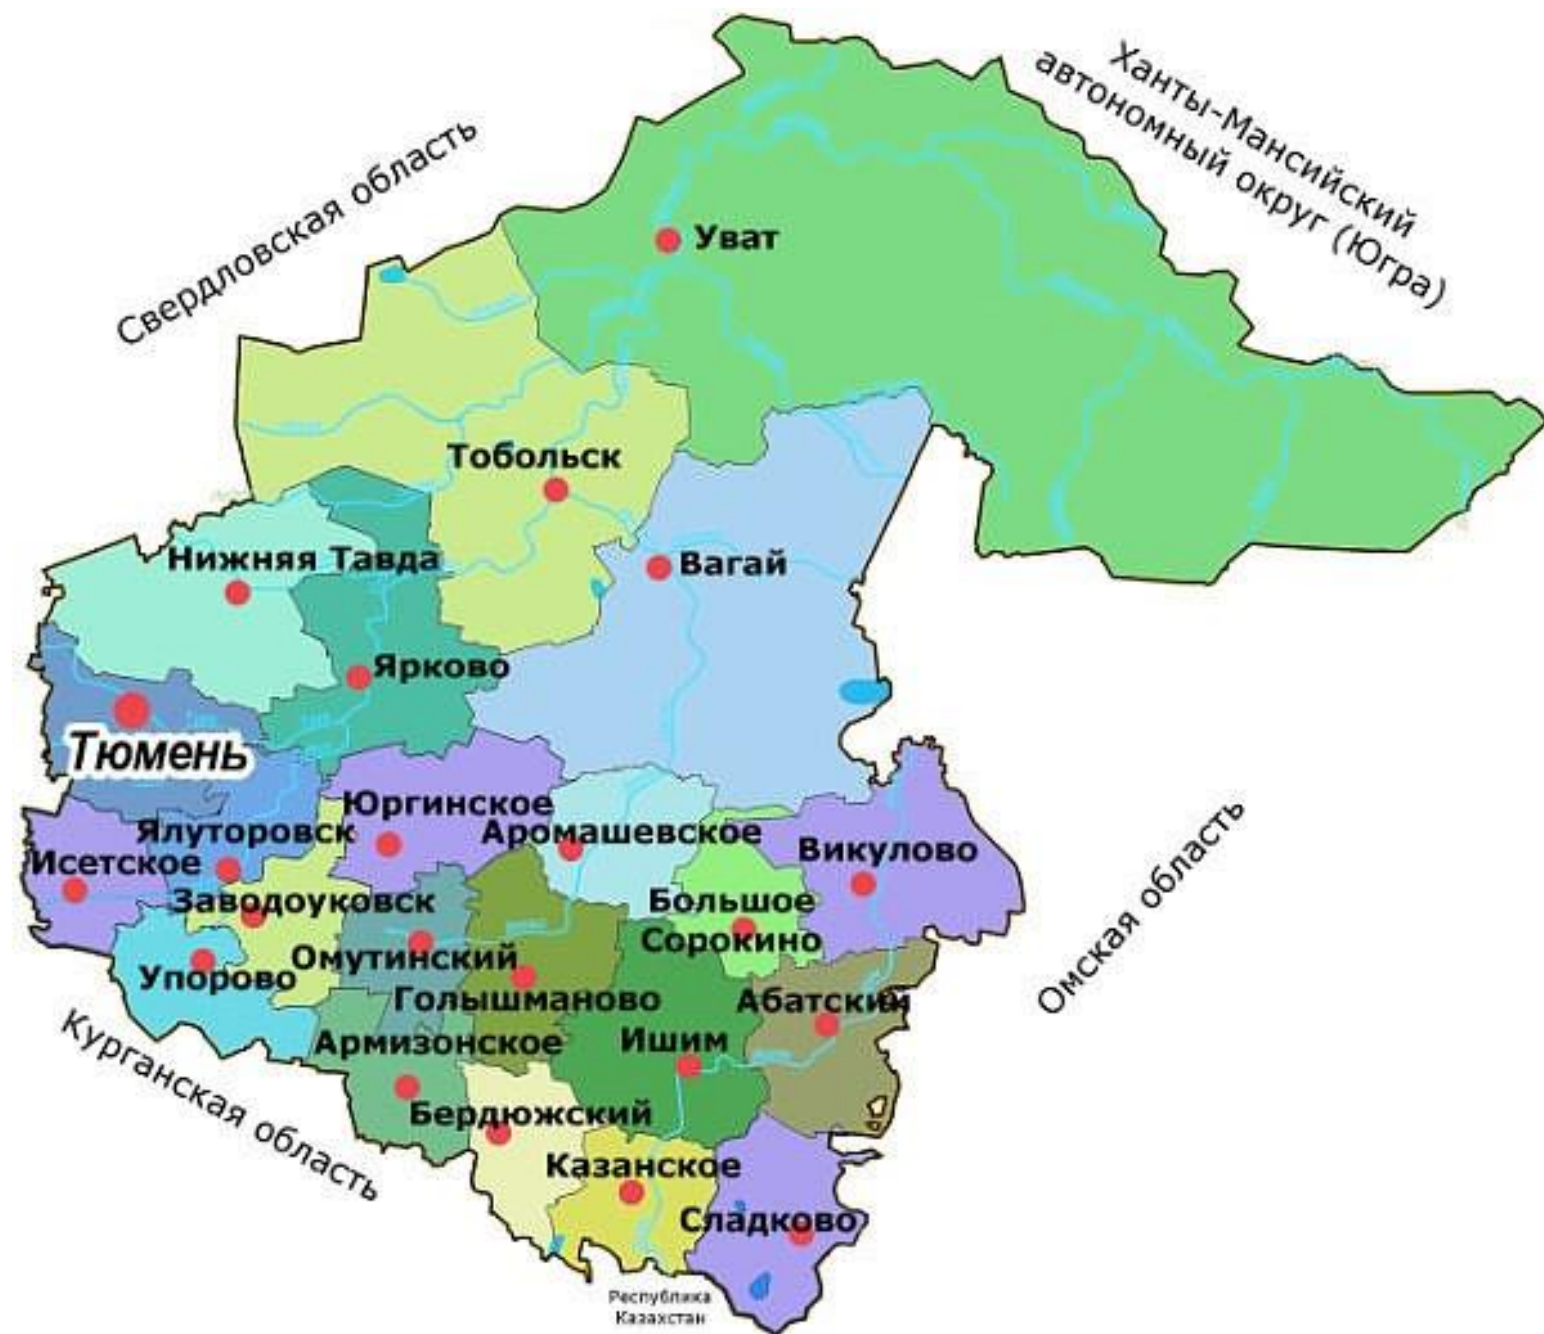 Ханты-Мансийский
автономный округ (Югра)
Свердловская область
Уват
Тобольск
Нижняя Тавда
Вагай
Ярково
Тюмень
Юргинское
Ялуторовск
Аромашевское
Исетское
Викулово
Заводоуковск
Большое
Сорокино
Омутинский
Упорово
Голышманово
Абатский
Омская область
Армизонское
Ишим
Курганская область
Бердюжский
Казанское
Сладково
Республика
Казахстан